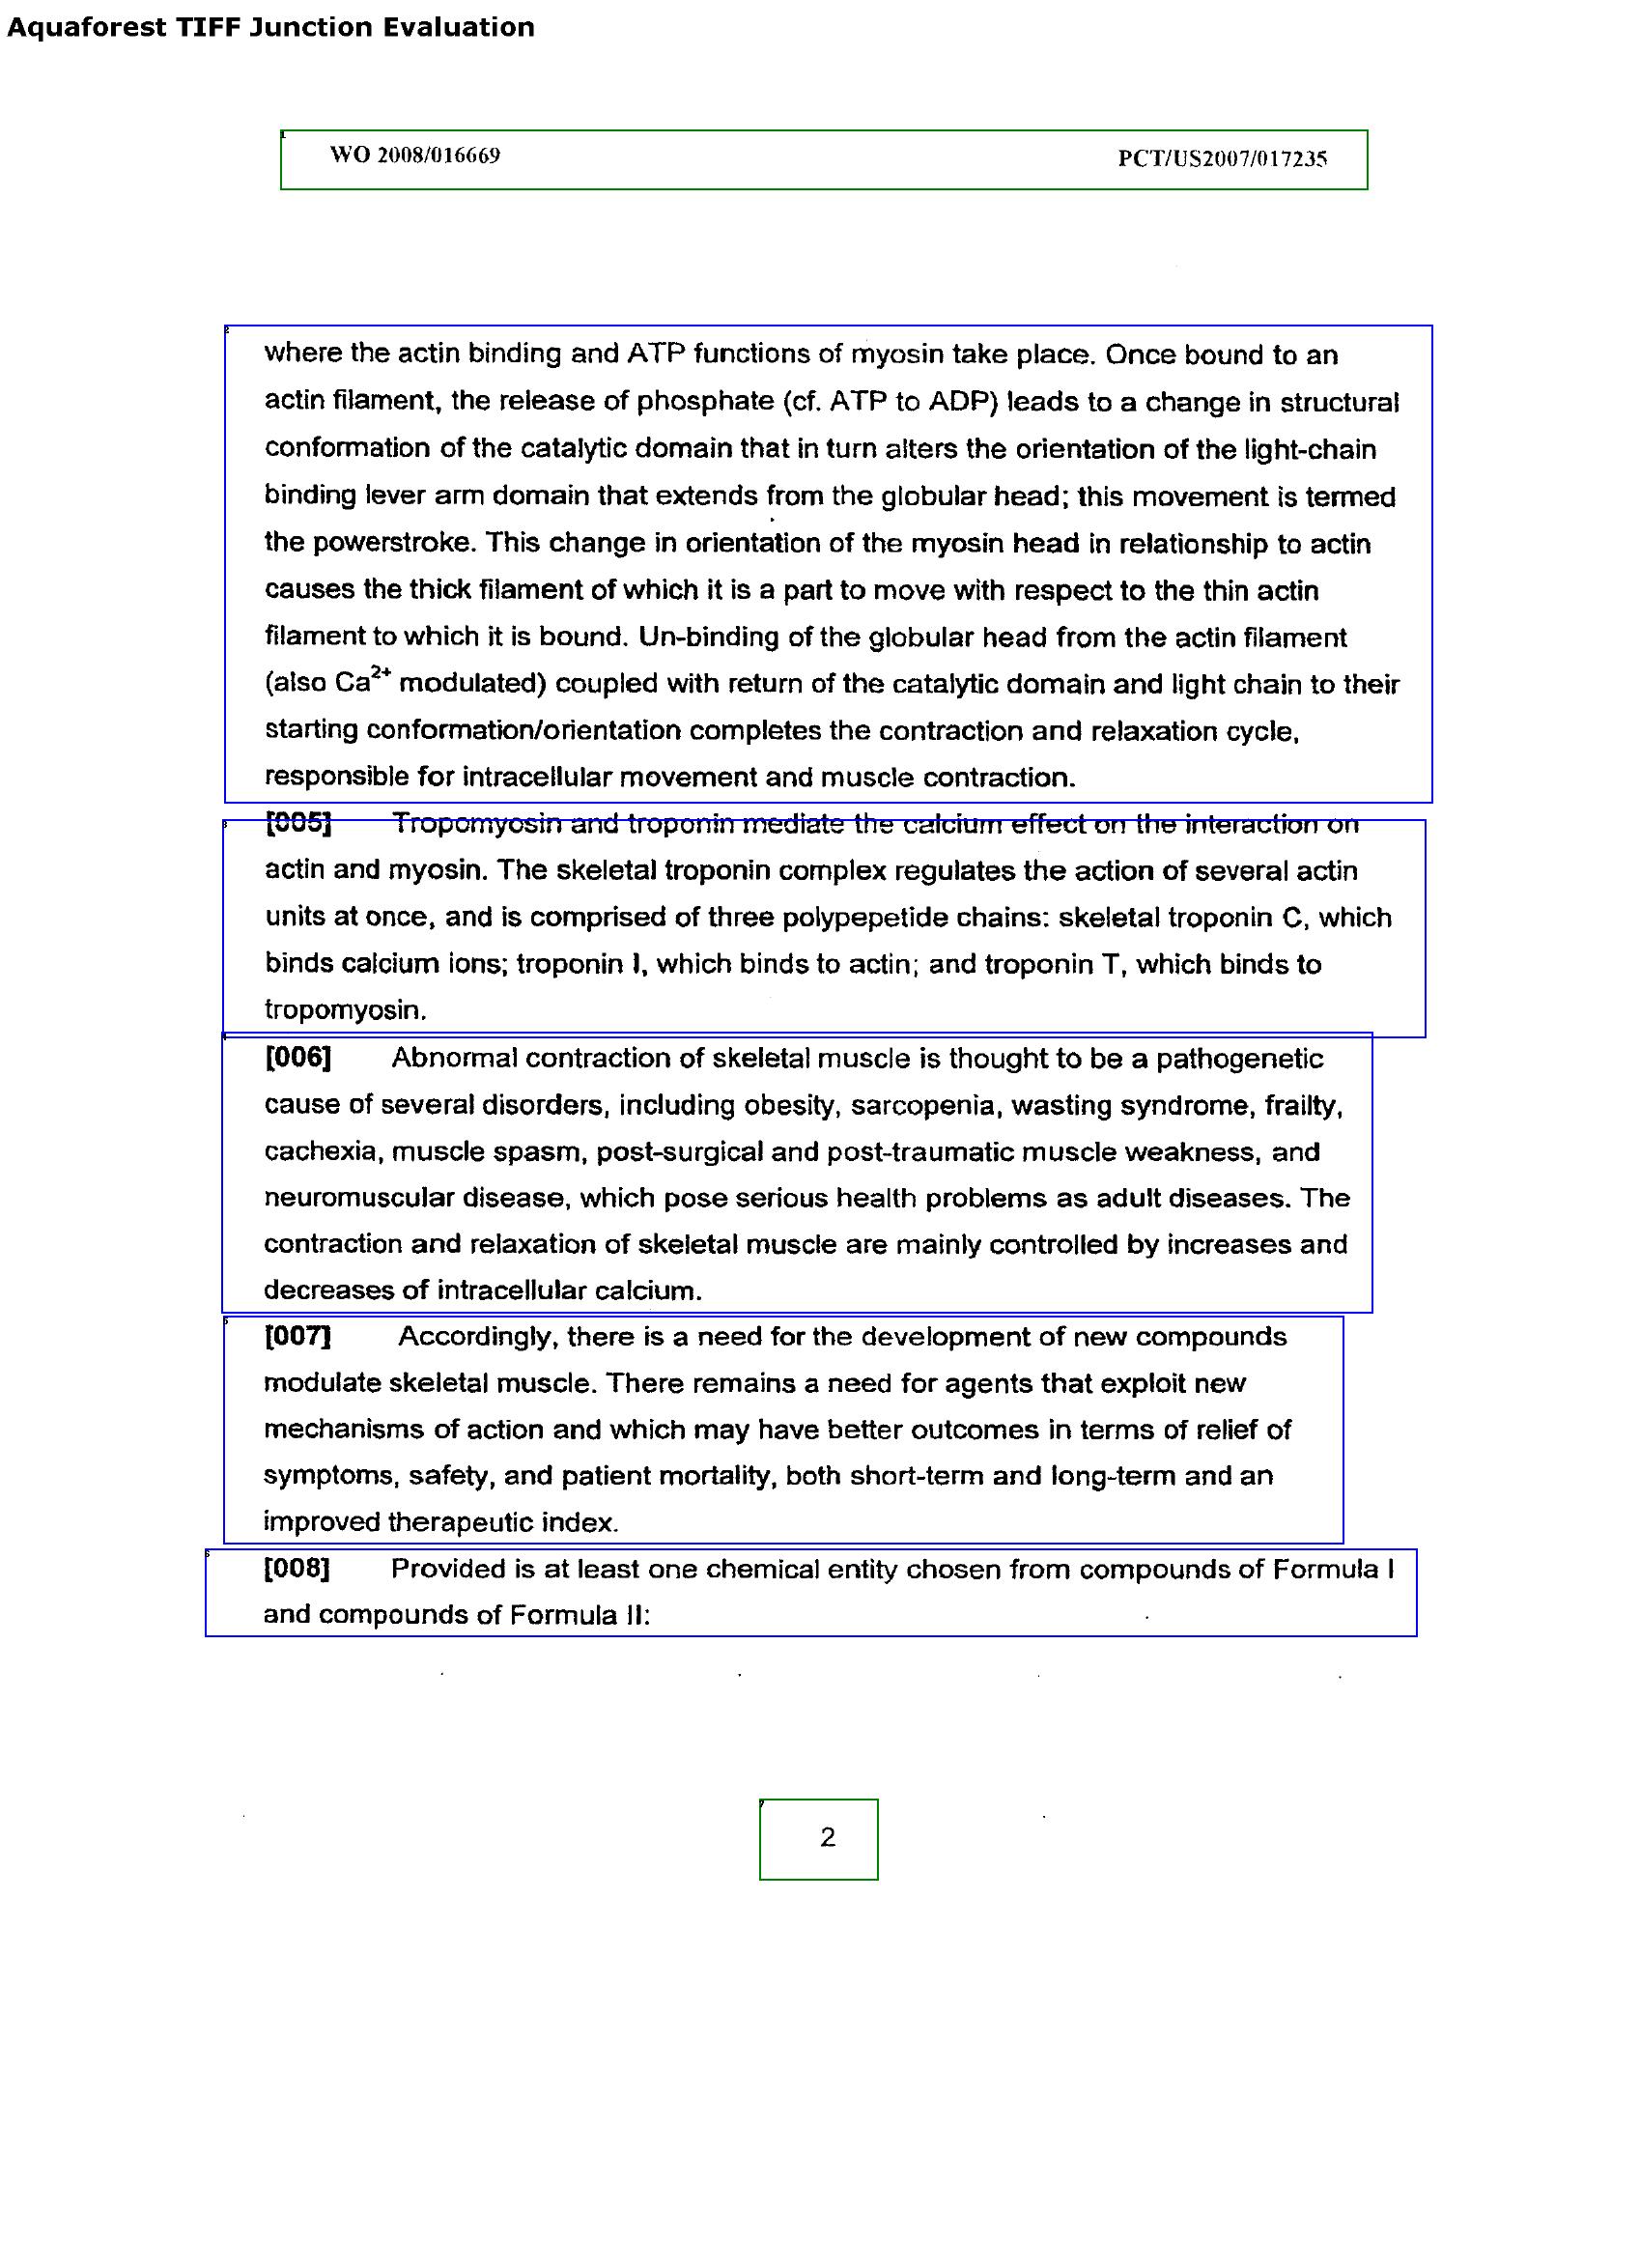 Aquaforest TIFF Junction Evaluation
WO 2008/016669 PCT/US2007/017235
where the actin binding and ATP functions of myosin take place. Once bound to an
actin filament, the release of phosphate (cf. ATP to ADP) leads to a change in structural
conformation of the catalytic domain that in turn alters the orientation of the light-chain
binding lever arm domain that extends from the globular head; this movement is termed
the powerstroke. This change in orientation of the myosin head in relationship to actin
causes the thick filament of which it is a part to move with respect to the thin actin
filament to which it is bound. Un-binding of the globular head from the actin filament
(also Ca²⁺ modulated) coupled with return of the catalytic domain and light chain to their
starting conformation/orientation completes the contraction and relaxation cycle,
responsible for intracellular movement and muscle contraction.
[005] Tropomyosin and troponin mediate the calcium effect on the interaction on
actin and myosin. The skeletal troponin complex regulates the action of several actin
units at once, and is comprised of three polypepetide chains: skeletal troponin C, which
binds calcium ions; troponin I, which binds to actin; and troponin T, which binds to
tropomyosin.
[006] Abnormal contraction of skeletal muscle is thought to be a pathogenetic
cause of several disorders, including obesity, sarcopenia, wasting syndrome, frailty,
cachexia, muscle spasm, post-surgical and post-traumatic muscle weakness, and
neuromuscular disease, which pose serious health problems as adult diseases. The
contraction and relaxation of skeletal muscle are mainly controlled by increases and
decreases of intracellular calcium.
[007] Accordingly, there is a need for the development of new compounds
modulate skeletal muscle. There remains a need for agents that exploit new
mechanisms of action and which may have better outcomes in terms of relief of
symptoms, safety, and patient mortality, both short-term and long-term and an
improved therapeutic index.
[008] Provided is at least one chemical entity chosen from compounds of Formula I
and compounds of Formula II:
2